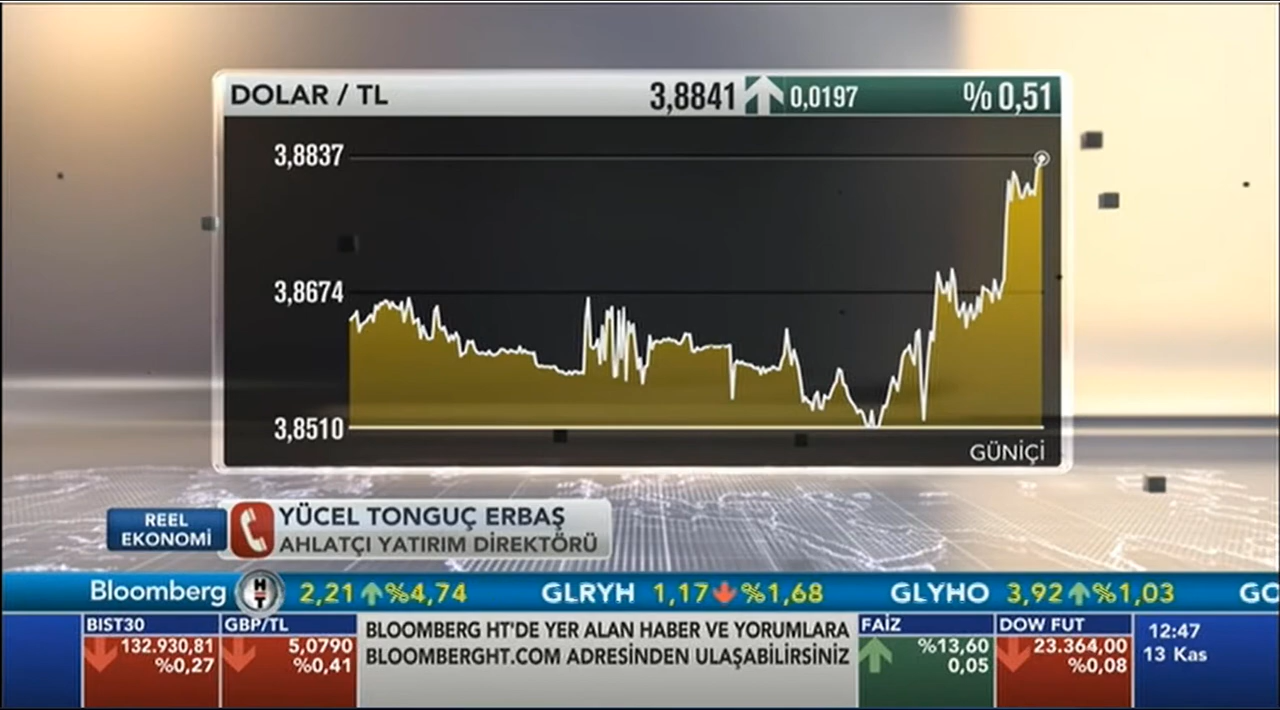 DOLAR / TL 3,8841 0,0197 % 0,51
3,8837
3,8674
3,8510
GÜNİÇİ
REEL EKONOMİ
YÜCEL TONGUÇ ERBAŞ
AHLATÇI YATIRIM DİREKTÖRÜ
Bloomberg HT 2,21 %4,74 GLRYH 1,17 %1,68 GLYHO 3,92 %1,03 GO
BIST30
132.930,81
%0,27
GBP/TL
5,0790
%0,41
BLOOMBERG HT'DE YER ALAN HABER VE YORUMLARA
BLOOMBERGHT.COM ADRESİNDEN ULAŞABİLİRSİNİZ
FAİZ
%13,60
0,05
DOW FUT
23.364,00
%0,08
12:47
13 Kas